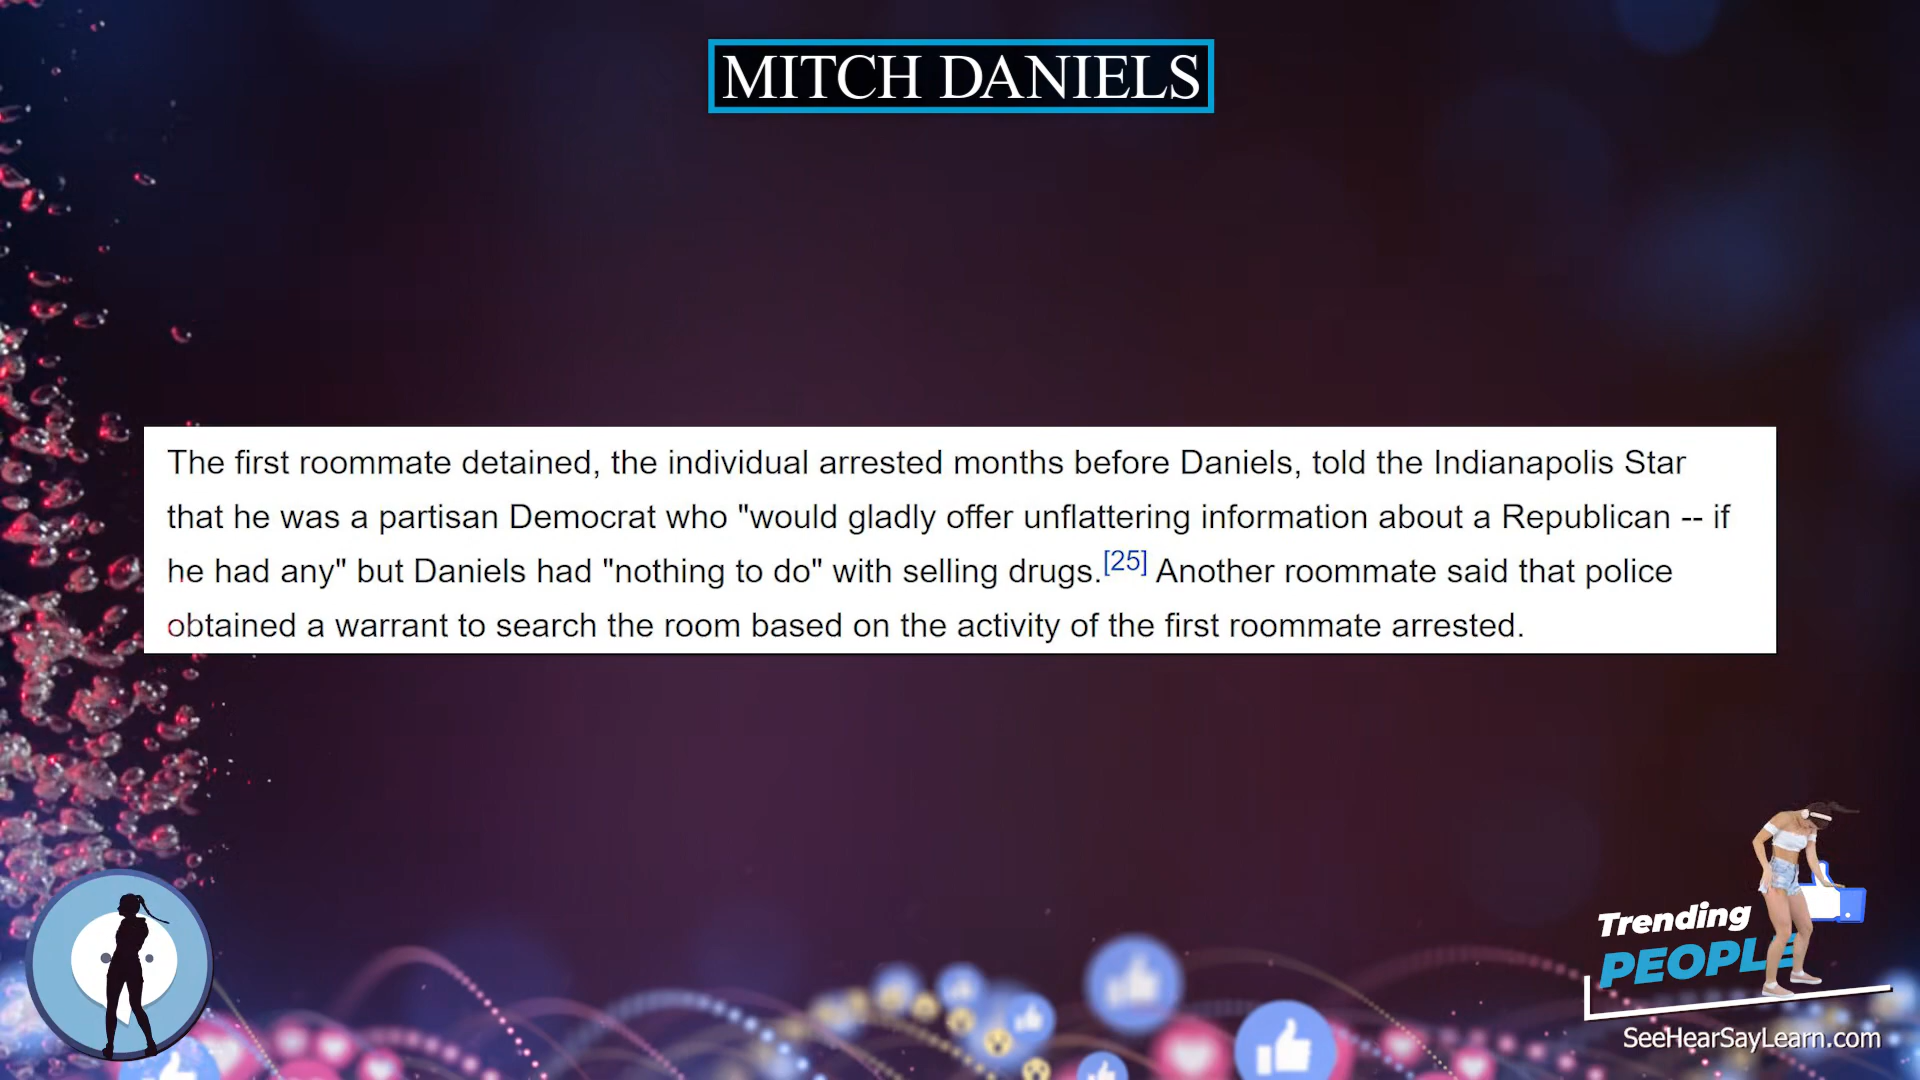 MITCH DANIELS
The first roommate detained, the individual arrested months before Daniels, told the Indianapolis Star
that he was a partisan Democrat who "would gladly offer unflattering information about a Republican -- if
he had any" but Daniels had "nothing to do" with selling drugs.[25] Another roommate said that police
obtained a warrant to search the room based on the activity of the first roommate arrested.
Trending
PEOPLE
SeeHearSayLearn.com